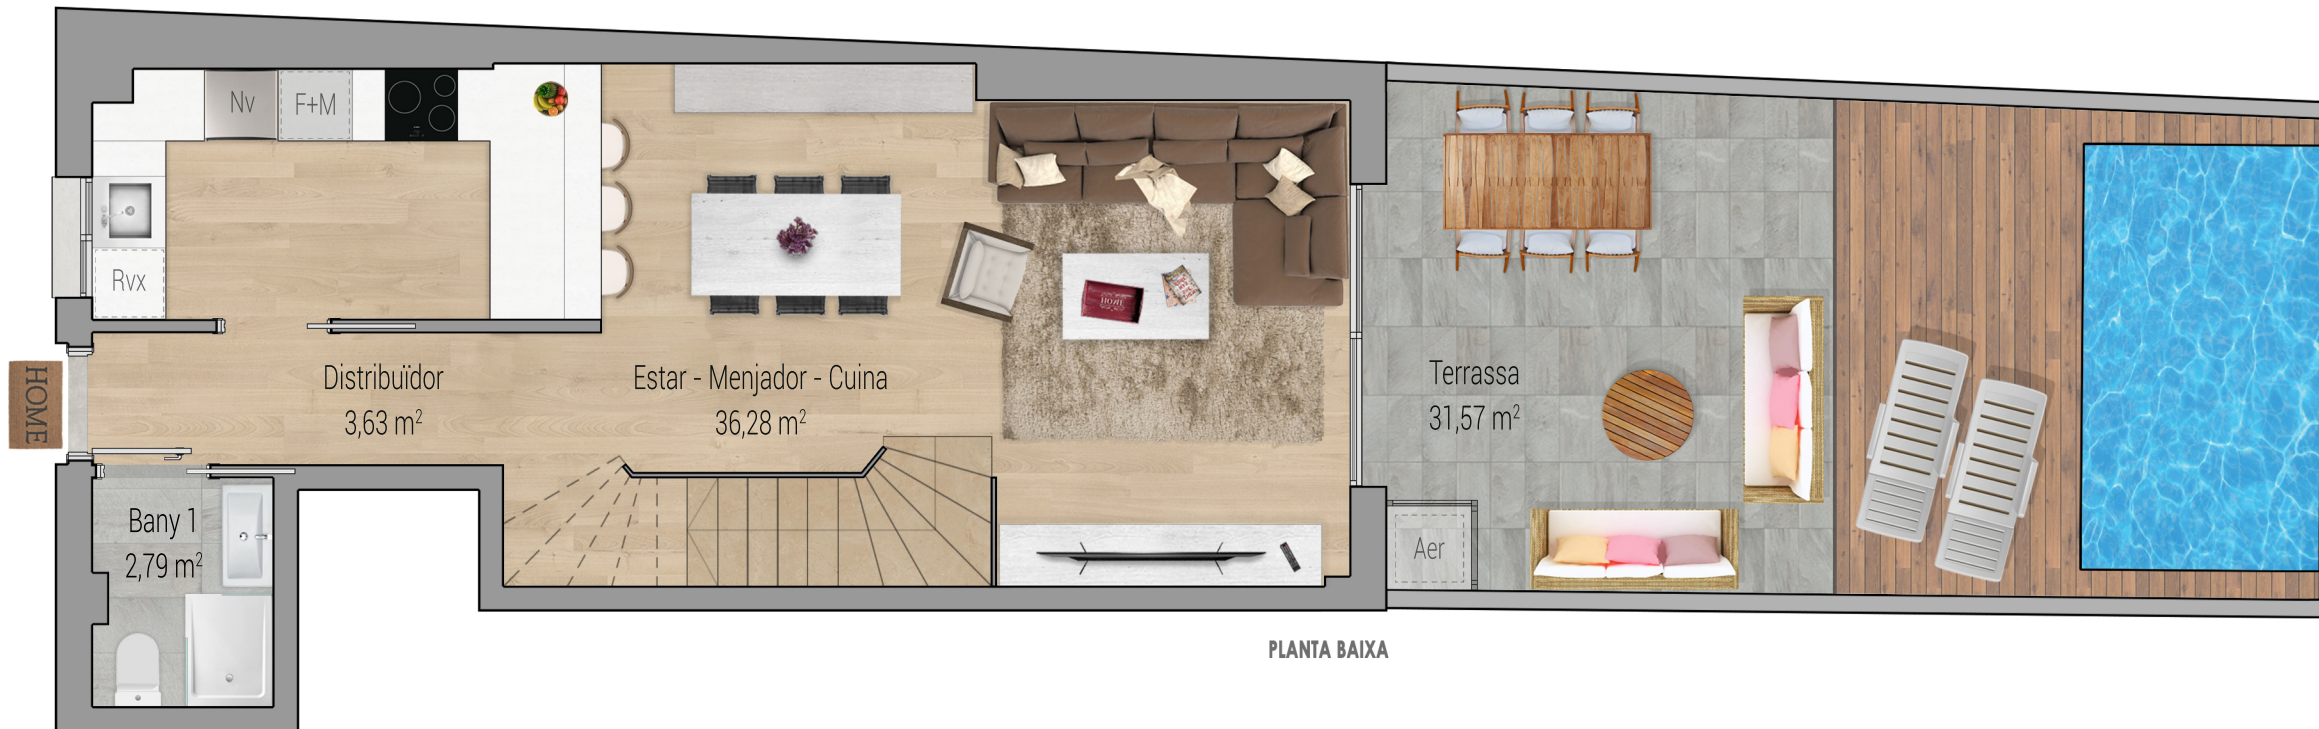 Nv
F+M
Rvx
HOME
Distribuïdor
3,63 m²
Estar - Menjador - Cuina
36,28 m²
Terrassa
31,57 m²
Bany 1
2,79 m²
Aer
PLANTA BAIXA